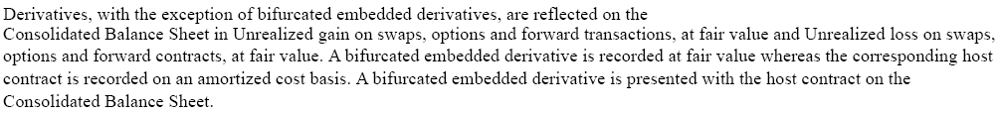 Derivatives, with the exception of bifurcated embedded derivatives, are reflected on the
Consolidated Balance Sheet in Unrealized gain on swaps, options and forward transactions, at fair value and Unrealized loss on swaps,
options and forward contracts, at fair value. A bifurcated embedded derivative is recorded at fair value whereas the corresponding host
contract is recorded on an amortized cost basis. A bifurcated embedded derivative is presented with the host contract on the
Consolidated Balance Sheet.